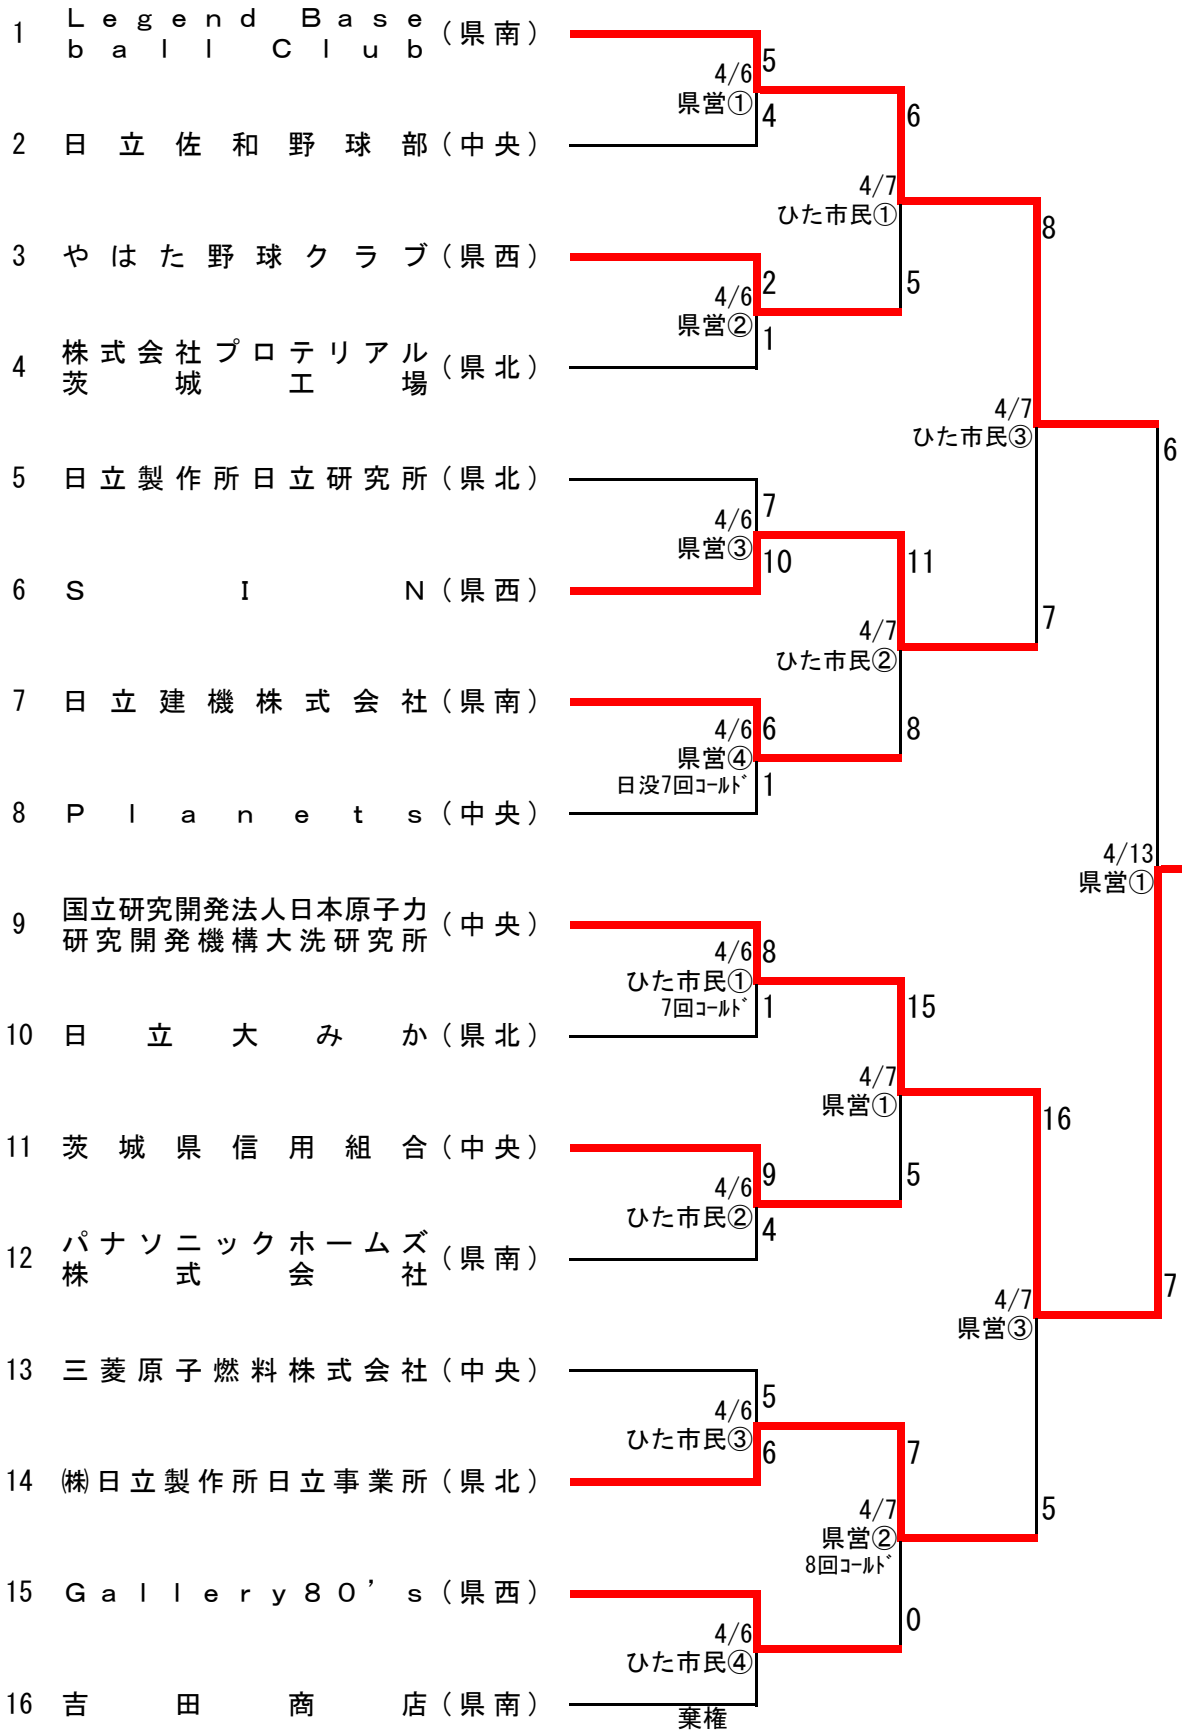 1 Legend Base
ball Club (県南)
5
4/6
県営①
4
6
2 日立佐和野球部 (中央)
4/7
ひた市民①
8
3 やはた野球クラブ (県西)
2
4/6
県営②
5
1
4 株式会社プロテリアル
茨城工場 (県北)
4/7
ひた市民③
6
5 日立製作所日立研究所 (県北)
7
4/6
県営③
10
11
6 SIN (県西)
7
4/7
ひた市民②
7 日立建機株式会社 (県南)
6
4/6
県営④
日没7回ｺｰﾙﾄﾞ
8
1
8 Planets (中央)
4/13
県営①
9 国立研究開発法人日本原子力
研究開発機構大洗研究所 (中央)
8
4/6
ひた市民①
7回ｺｰﾙﾄﾞ
1
15
10 日立大みか (県北)
4/7
県営①
16
11 茨城県信用組合 (中央)
9
4/6
ひた市民②
5
4
12 パナソニックホームズ
株式会社 (県南)
7
4/7
県営③
13 三菱原子燃料株式会社 (中央)
5
4/6
ひた市民③
6
7
14 ㈱日立製作所日立事業所 (県北)
5
4/7
県営②
8回ｺｰﾙﾄﾞ
15 Gallery80’s (県西)
0
4/6
ひた市民④
16 吉田商店 (県南)
棄権